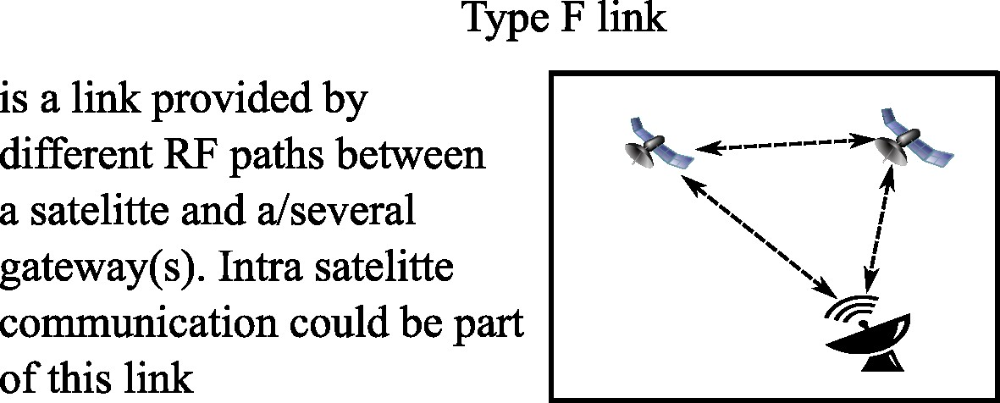 Type F link
is a link provided by
different RF paths between
a satelitte and a/several
gateway(s). Intra satelitte
communication could be part
of this link